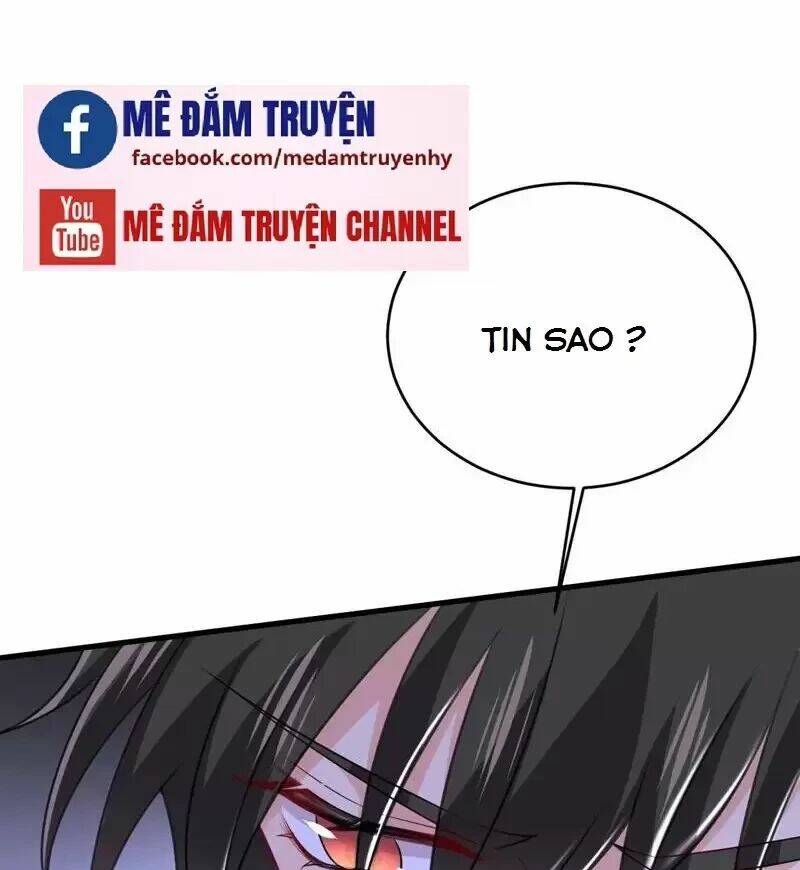 MÊ ĐẮM TRUYỆN
facebook.com/medamtruyenhy
You
Tube
MÊ ĐẮM TRUYỆN CHANNEL
TIN SAO ?